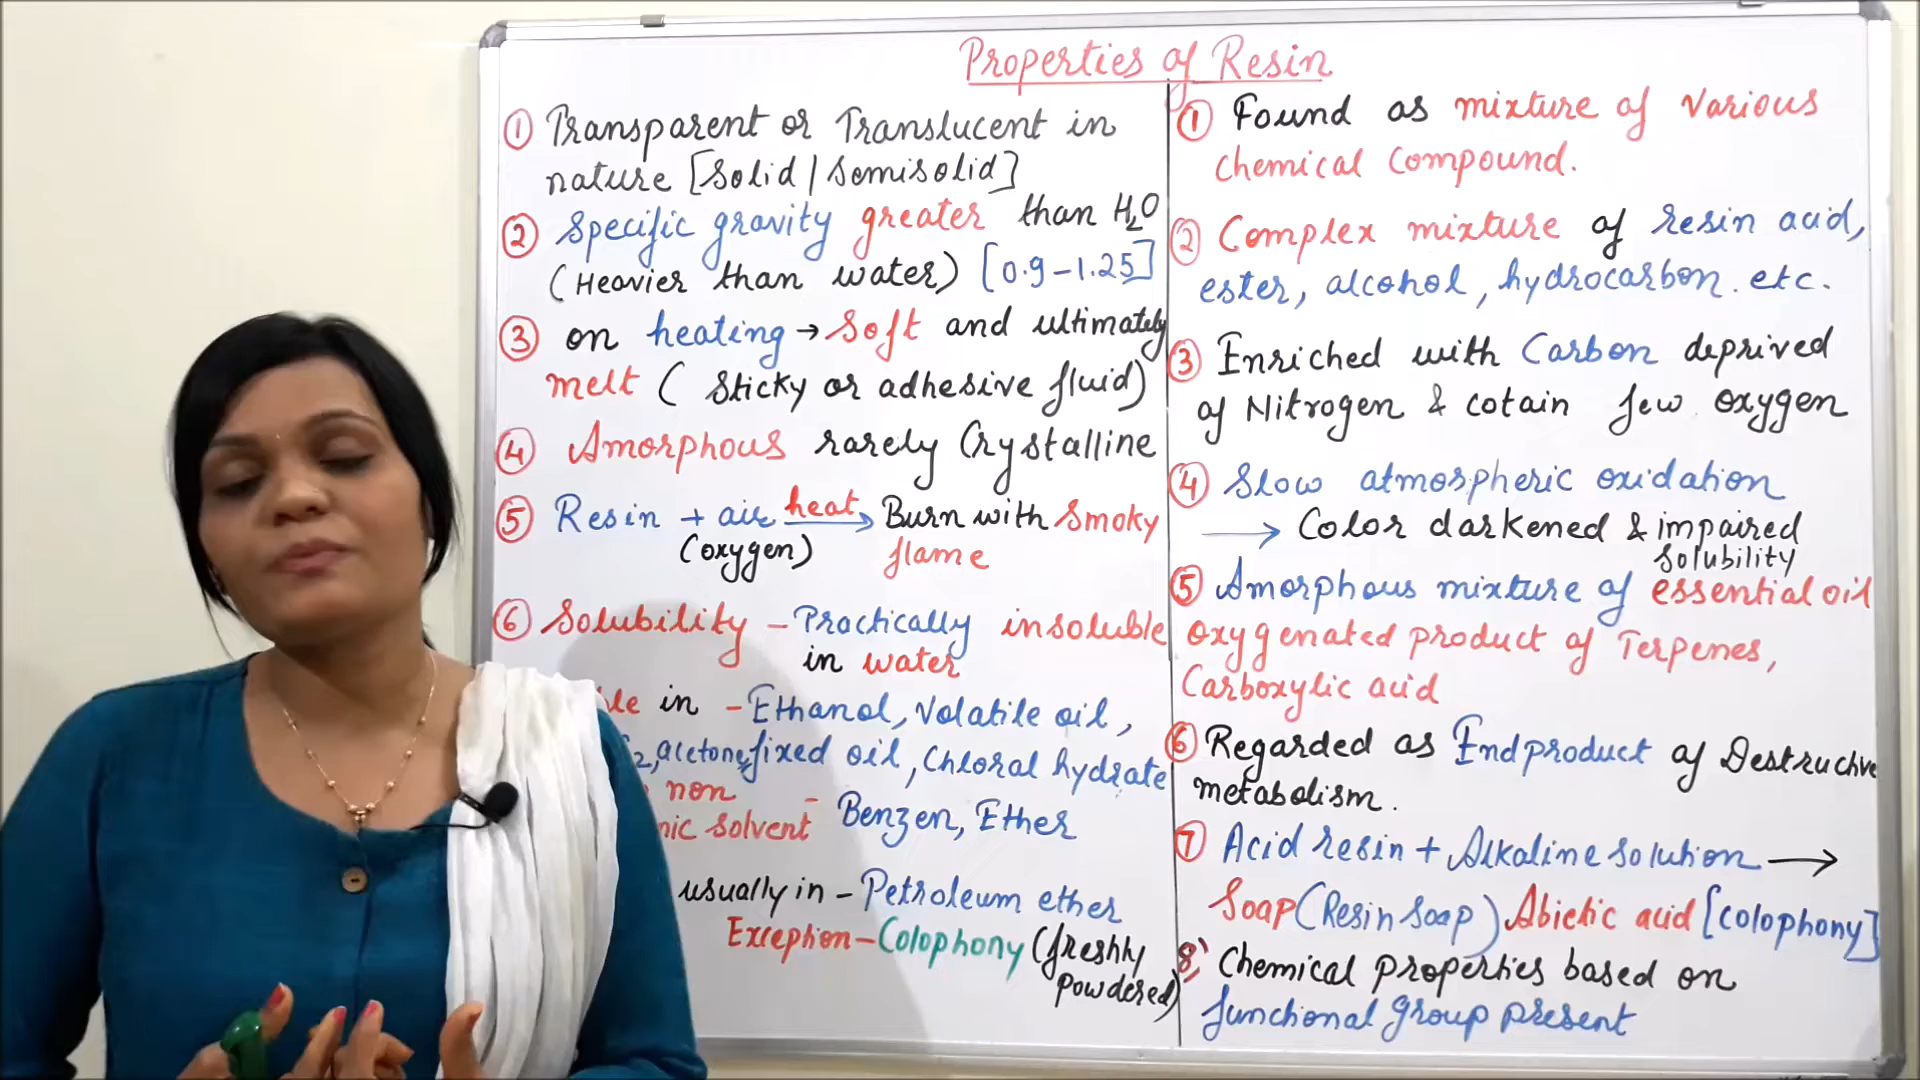 Properties of Resin
① Transparent or Translucent in
nature [Solid / Semisolid]
② Specific gravity greater than H₂O
(Heavier than water) [0.9-1.25]
③ on heating → Soft and ultimately
melt ( Sticky or adhesive fluid)
④ Amorphous rarely Crystalline
⑤ Resin + air heat → Burn with Smoky
(oxygen) flame
⑥ Solubility - Practically insoluble
in water
in - Ethanol, Volatile oil,
acetone, fixed oil, Chloral hydrate
non -
solvent Benzen, Ether
usually in - Petroleum ether
Exception - Colophony (freshly
powdered)
① Found as mixture of various
chemical compound.
② Complex mixture of resin acid,
ester, alcohol, hydrocarbon. etc.
③ Enriched with Carbon deprived
of Nitrogen & cotain few oxygen
④ Slow atmospheric oxidation
→ Color darkened & impaired
solubility
⑤ Amorphous mixture of essential oil
oxygenated product of Terpenes,
Carboxylic acid
⑥ Regarded as End product of Destructive
metabolism.
⑦ Acid resin + Alkaline solution →
Soap (Resin soap) Abietic acid [colophony]
8, Chemical properties based on
functional group present